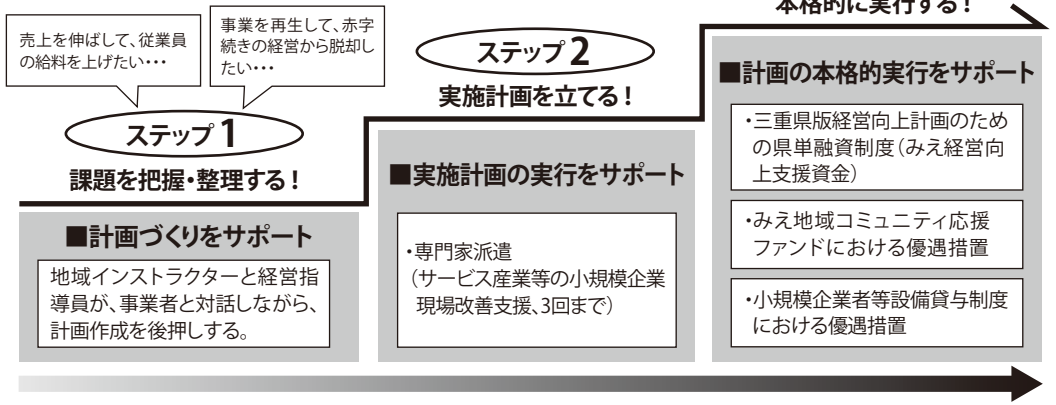 売上を伸ばして、従業員
の給料を上げたい・・・
事業を再生して、赤字
続きの経営から脱却し
たい・・・
ステップ1
課題を把握・整理する！
■計画づくりをサポート
地域インストラクターと経営指
導員が、事業者と対話しながら、
計画作成を後押しする。
ステップ2
実施計画を立てる！
■実施計画の実行をサポート
・専門家派遣
（サービス産業等の小規模企業
現場改善支援、3回まで）
本格的に実行する！
■計画の本格的実行をサポート
・三重県版経営向上計画のため
の県単融資制度（みえ経営向
上支援資金）
・みえ地域コミュニティ応援
ファンドにおける優遇措置
・小規模企業者等設備貸与制度
における優遇措置